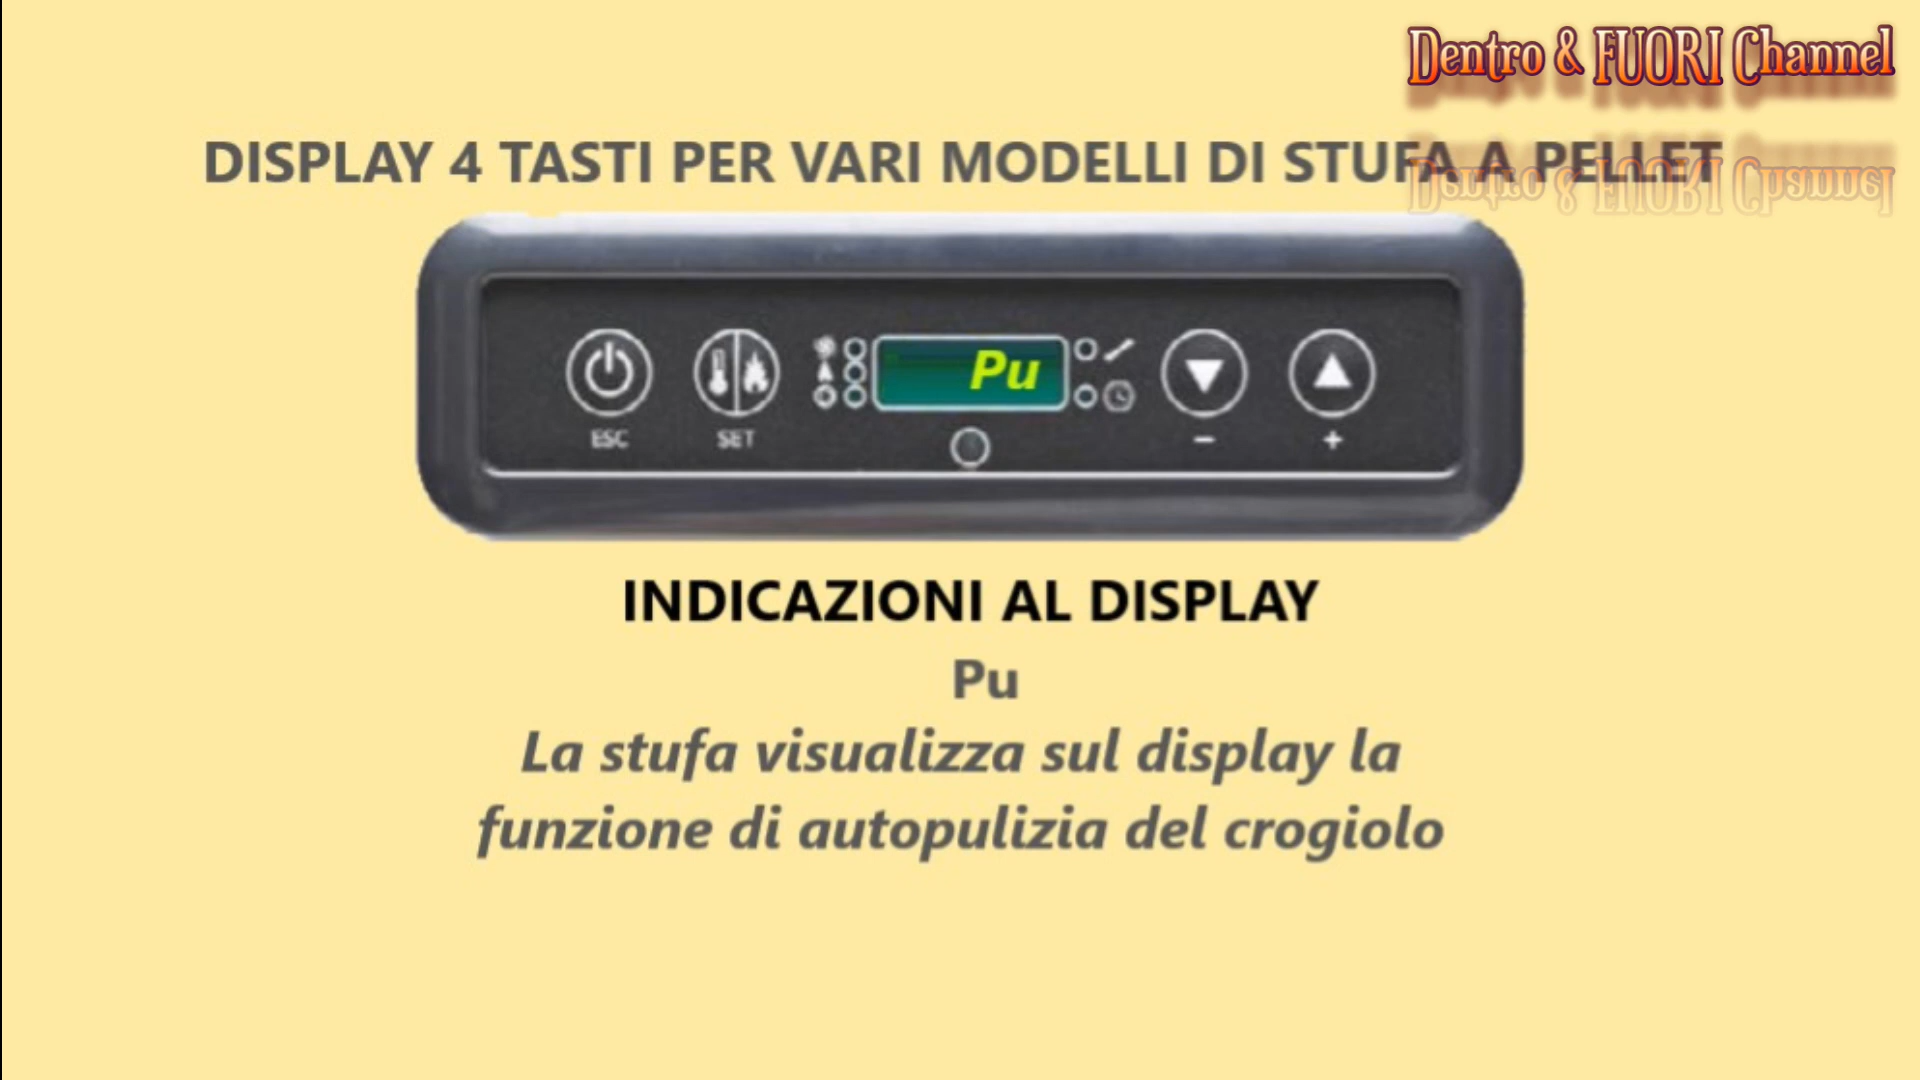 Dentro & FUORI Channel
DISPLAY 4 TASTI PER VARI MODELLI DI STUFA A PELLET
Pu
ESC
SET
–
+
INDICAZIONI AL DISPLAY
Pu
La stufa visualizza sul display la
funzione di autopulizia del crogiolo